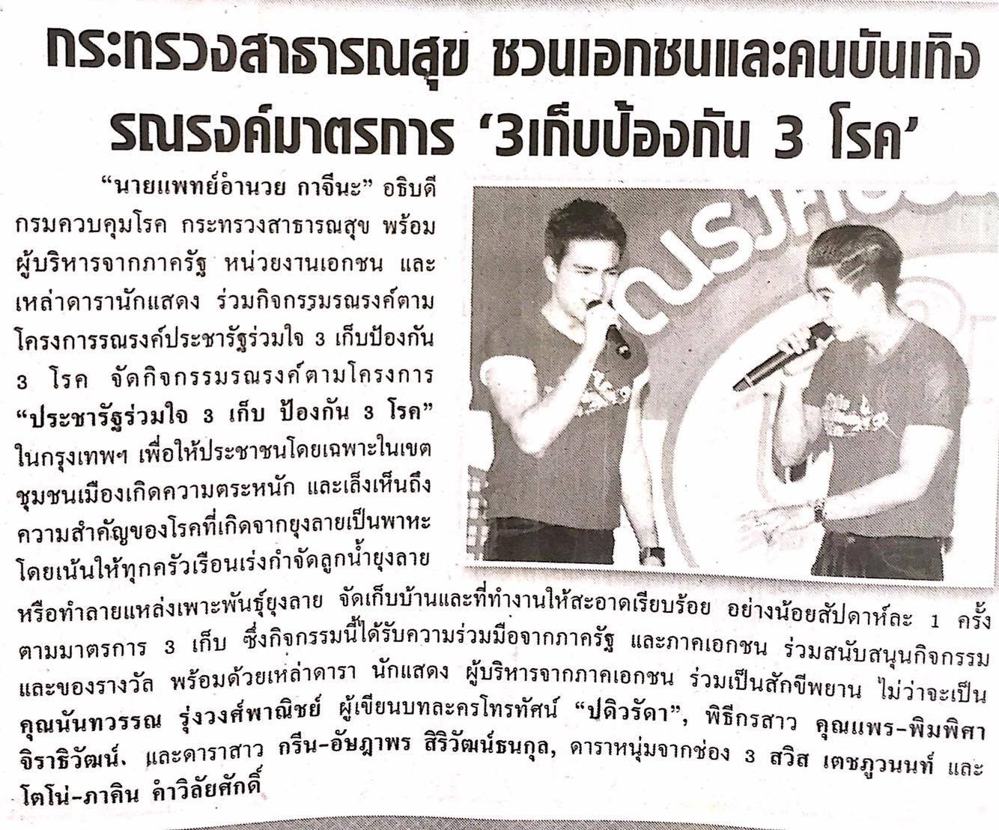 กระทรวงสาธารณสุข ชวนเอกชนและคนบันเทิง
รณรงค์มาตรการ ‘3เก็บป้องกัน 3 โรค’
“นายแพทย์อำนวย กาจีนะ” อธิบดี
กรมควบคุมโรค กระทรวงสาธารณสุข พร้อม
ผู้บริหารจากภาครัฐ หน่วยงานเอกชน และ
เหล่าดารานักแสดง ร่วมกิจกรรมรณรงค์ตาม
โครงการรณรงค์ประชารัฐร่วมใจ 3 เก็บป้องกัน
3 โรค จัดกิจกรรมรณรงค์ตามโครงการ
“ประชารัฐร่วมใจ 3 เก็บ ป้องกัน 3 โรค”
ในกรุงเทพฯ เพื่อให้ประชาชนโดยเฉพาะในเขต
ชุมชนเมืองเกิดความตระหนัก และเล็งเห็นถึง
ความสำคัญของโรคที่เกิดจากยุงลายเป็นพาหะ
โดยเน้นให้ทุกครัวเรือนเร่งกำจัดลูกน้ำยุงลาย
หรือทำลายแหล่งเพาะพันธุ์ยุงลาย จัดเก็บบ้านและที่ทำงานให้สะอาดเรียบร้อย อย่างน้อยสัปดาห์ละ 1 ครั้ง
ตามมาตรการ 3 เก็บ ซึ่งกิจกรรมนี้ได้รับความร่วมมือจากภาครัฐ และภาคเอกชน ร่วมสนับสนุนกิจกรรม
และของรางวัล พร้อมด้วยเหล่าดารา นักแสดง ผู้บริหารจากภาคเอกชน ร่วมเป็นสักขีพยาน ไม่ว่าจะเป็น
คุณนันทวรรณ รุ่งวงศ์พาณิชย์ ผู้เขียนบทละครโทรทัศน์ “ปดิวรัดา”, พิธีกรสาว คุณแพร-พิมพิศา
จิราธิวัฒน์. และดาราสาว กรีน-อัษฎาพร สิริวัฒน์ธนกุล, ดาราหนุ่มจากช่อง 3 สวิส เตชภูวนนท์ และ
โตโน่-ภาคิน คำวิลัยศักดิ์